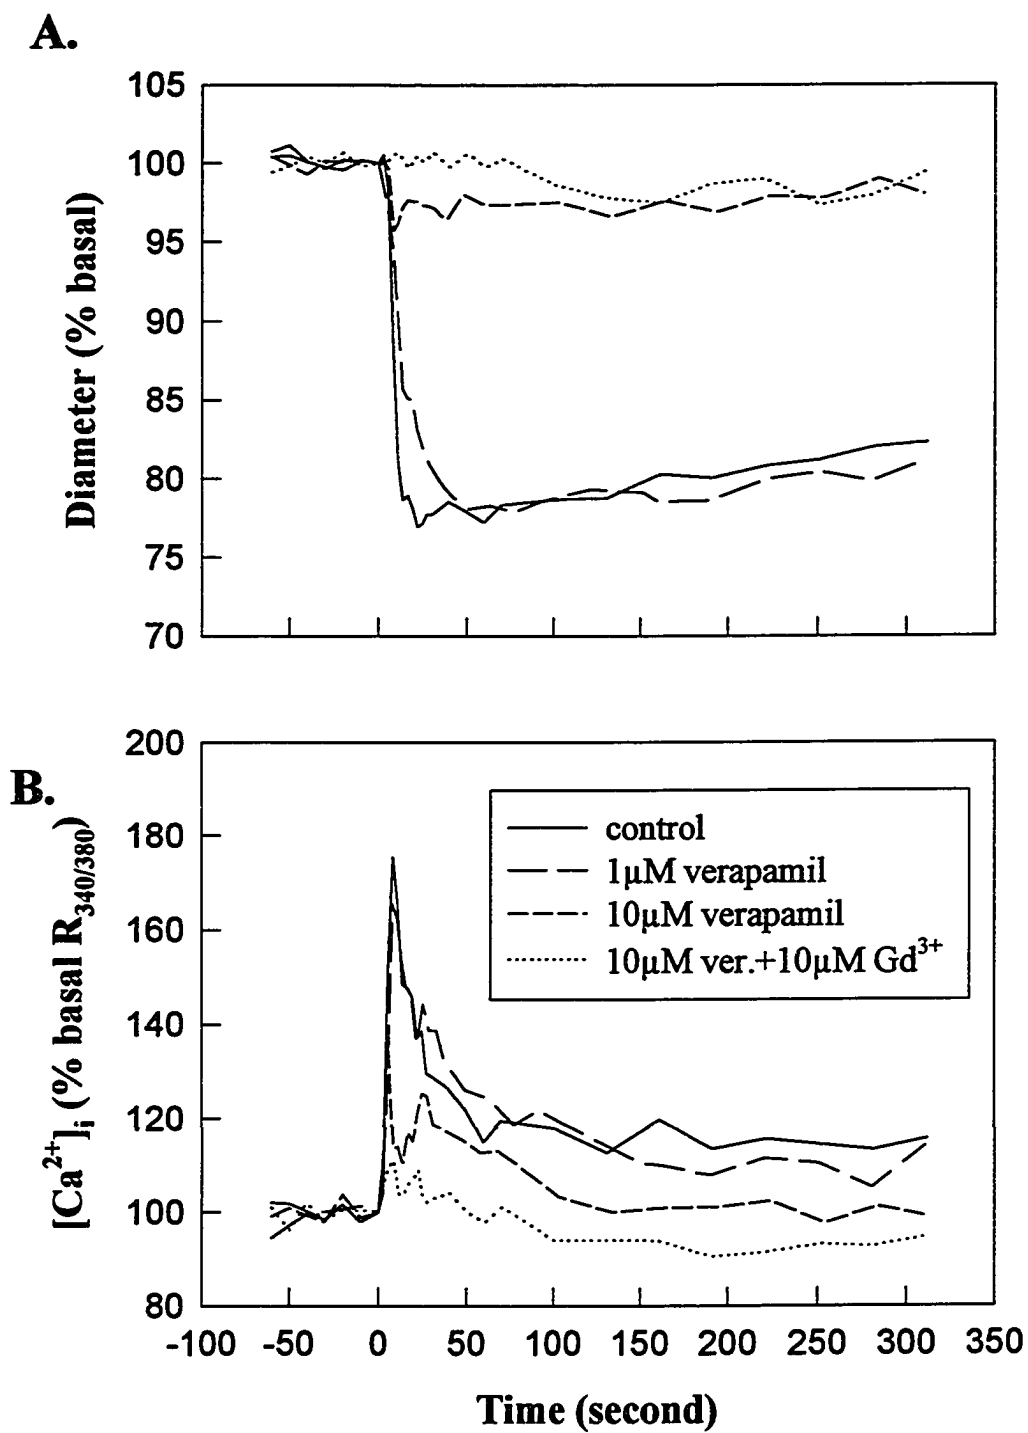 A.
105
100
95
90
85
80
75
70
Diameter (% basal)
B.
200
180
160
140
120
100
80
[Ca²⁺]ᵢ (% basal R₃₄₀/₃₈₀)
control
1µM verapamil
10µM verapamil
10µM ver.+10µM Gd³⁺
-100 -50 0 50 100 150 200 250 300 350
Time (second)